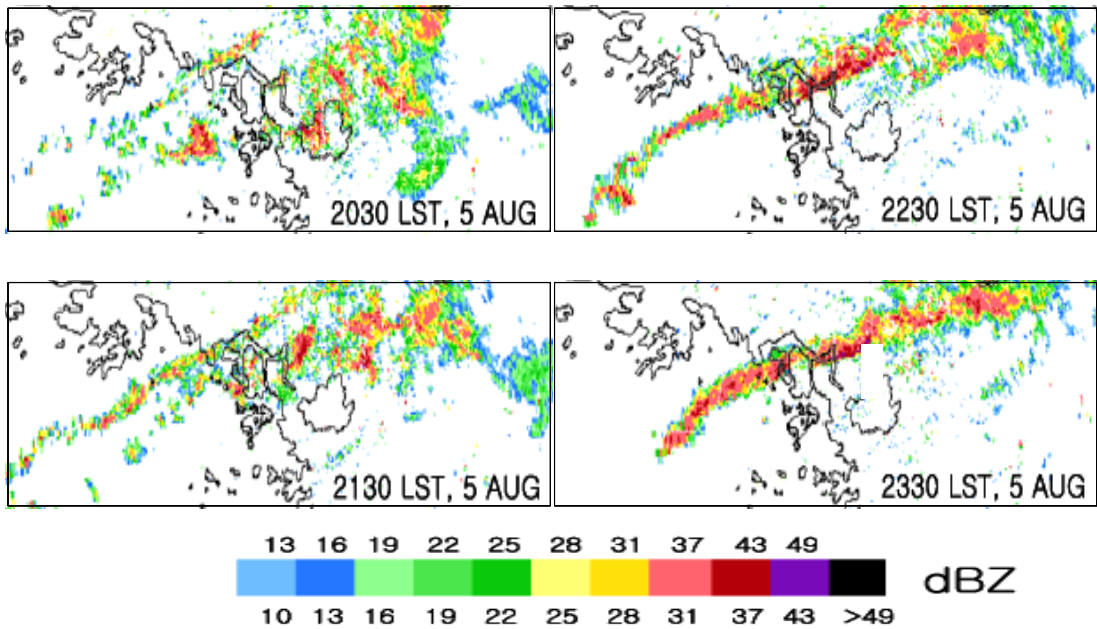 2030 LST, 5 AUG
2230 LST, 5 AUG
2130 LST, 5 AUG
2330 LST, 5 AUG
13 16 19 22 25 28 31 37 43 49
dBZ
10 13 16 19 22 25 28 31 37 43 >49